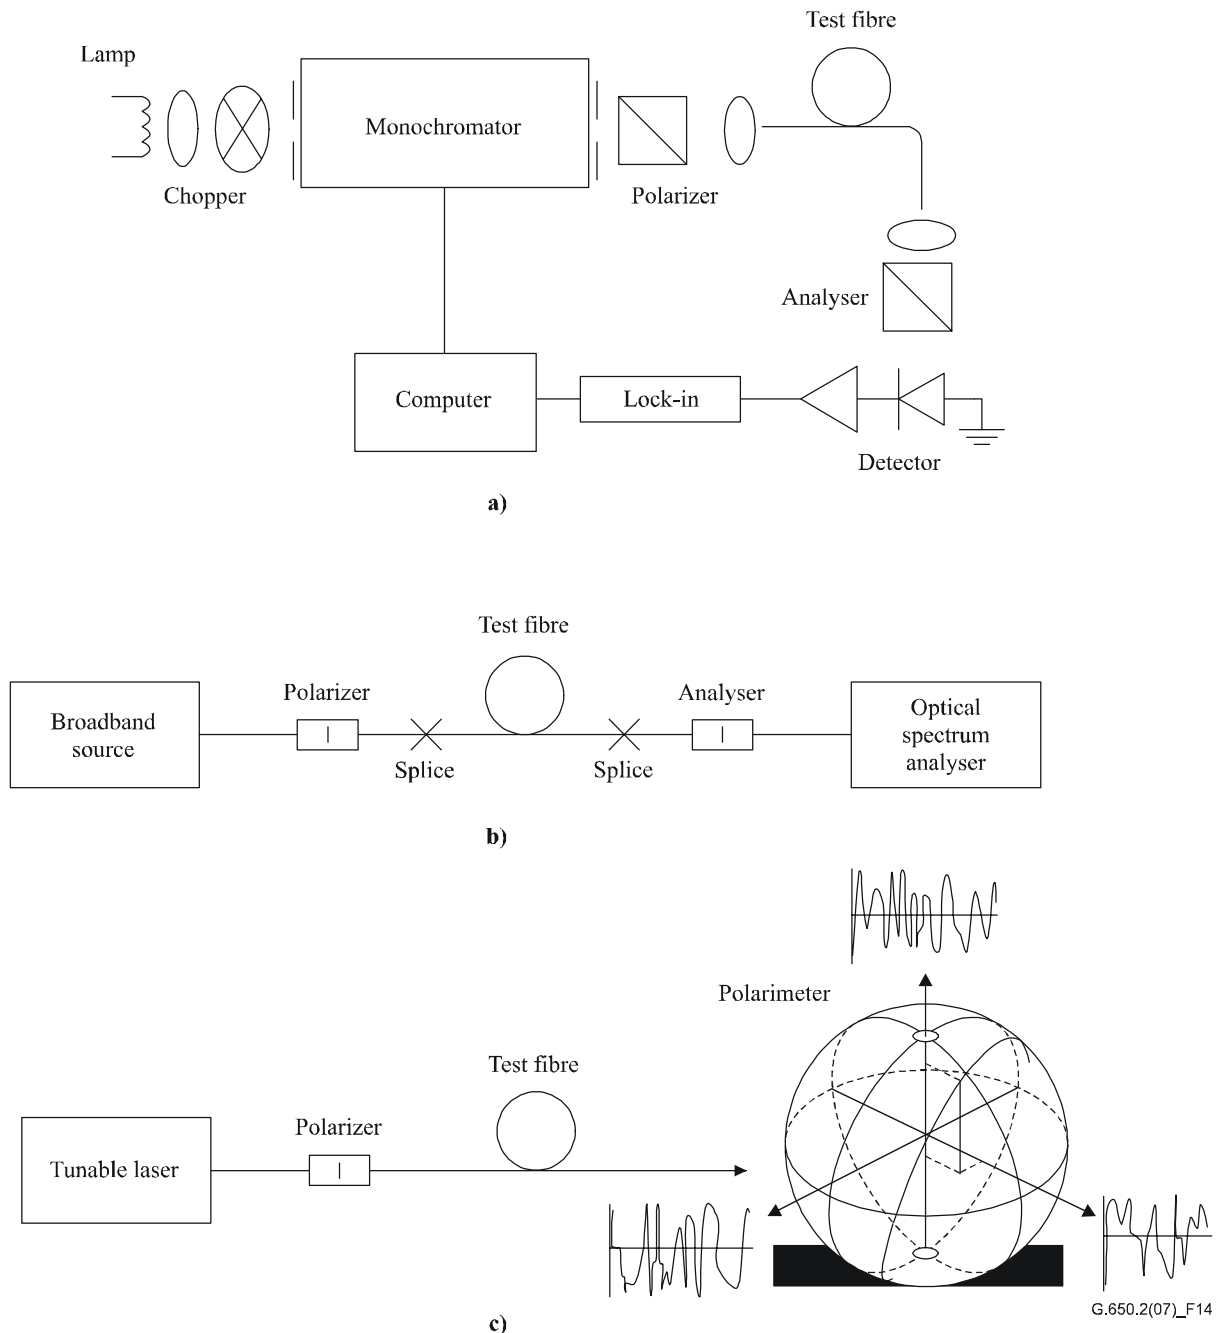 Test fibre
Lamp
Monochromator
Chopper
Polarizer
Analyser
Computer
Lock-in
Detector
a)
Test fibre
Polarizer
Analyser
Broadband
source
Optical
spectrum
analyser
Splice
Splice
b)
Polarimeter
Test fibre
Polarizer
Tunable laser
G.650.2(07)_F14
c)